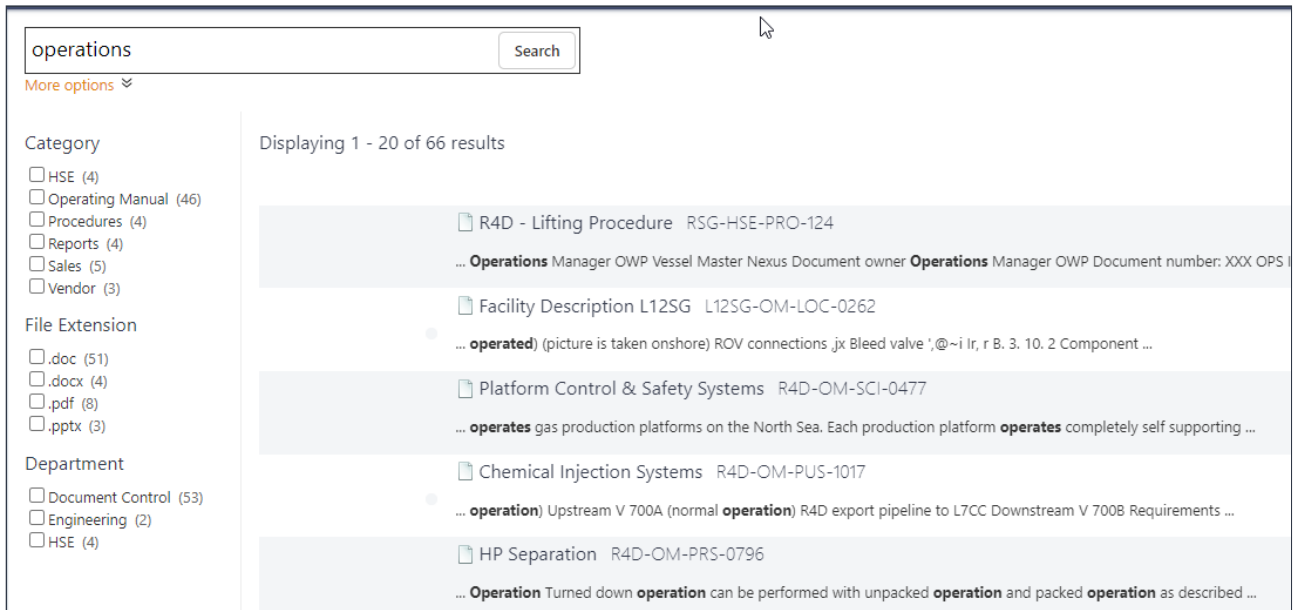 operations
Search
More options
Category
HSE (4)
Operating Manual (46)
Procedures (4)
Reports (4)
Sales (5)
Vendor (3)
File Extension
.doc (51)
.docx (4)
.pdf (8)
.pptx (3)
Department
Document Control (53)
Engineering (2)
HSE (4)
Displaying 1 - 20 of 66 results
R4D - Lifting Procedure RSG-HSE-PRO-124
... Operations Manager OWP Vessel Master Nexus Document owner Operations Manager OWP Document number: XXX OPS
Facility Description L12SG L12SG-OM-LOC-0262
... operated) (picture is taken onshore) ROV connections ,jx Bleed valve ',@~i Ir, r B. 3. 10. 2 Component ...
Platform Control & Safety Systems R4D-OM-SCI-0477
... operates gas production platforms on the North Sea. Each production platform operates completely self supporting ...
Chemical Injection Systems R4D-OM-PUS-1017
... operation) Upstream V 700A (normal operation) R4D export pipeline to L7CC Downstream V 700B Requirements ...
HP Separation R4D-OM-PRS-0796
... Operation Turned down operation can be performed with unpacked operation and packed operation as described ...